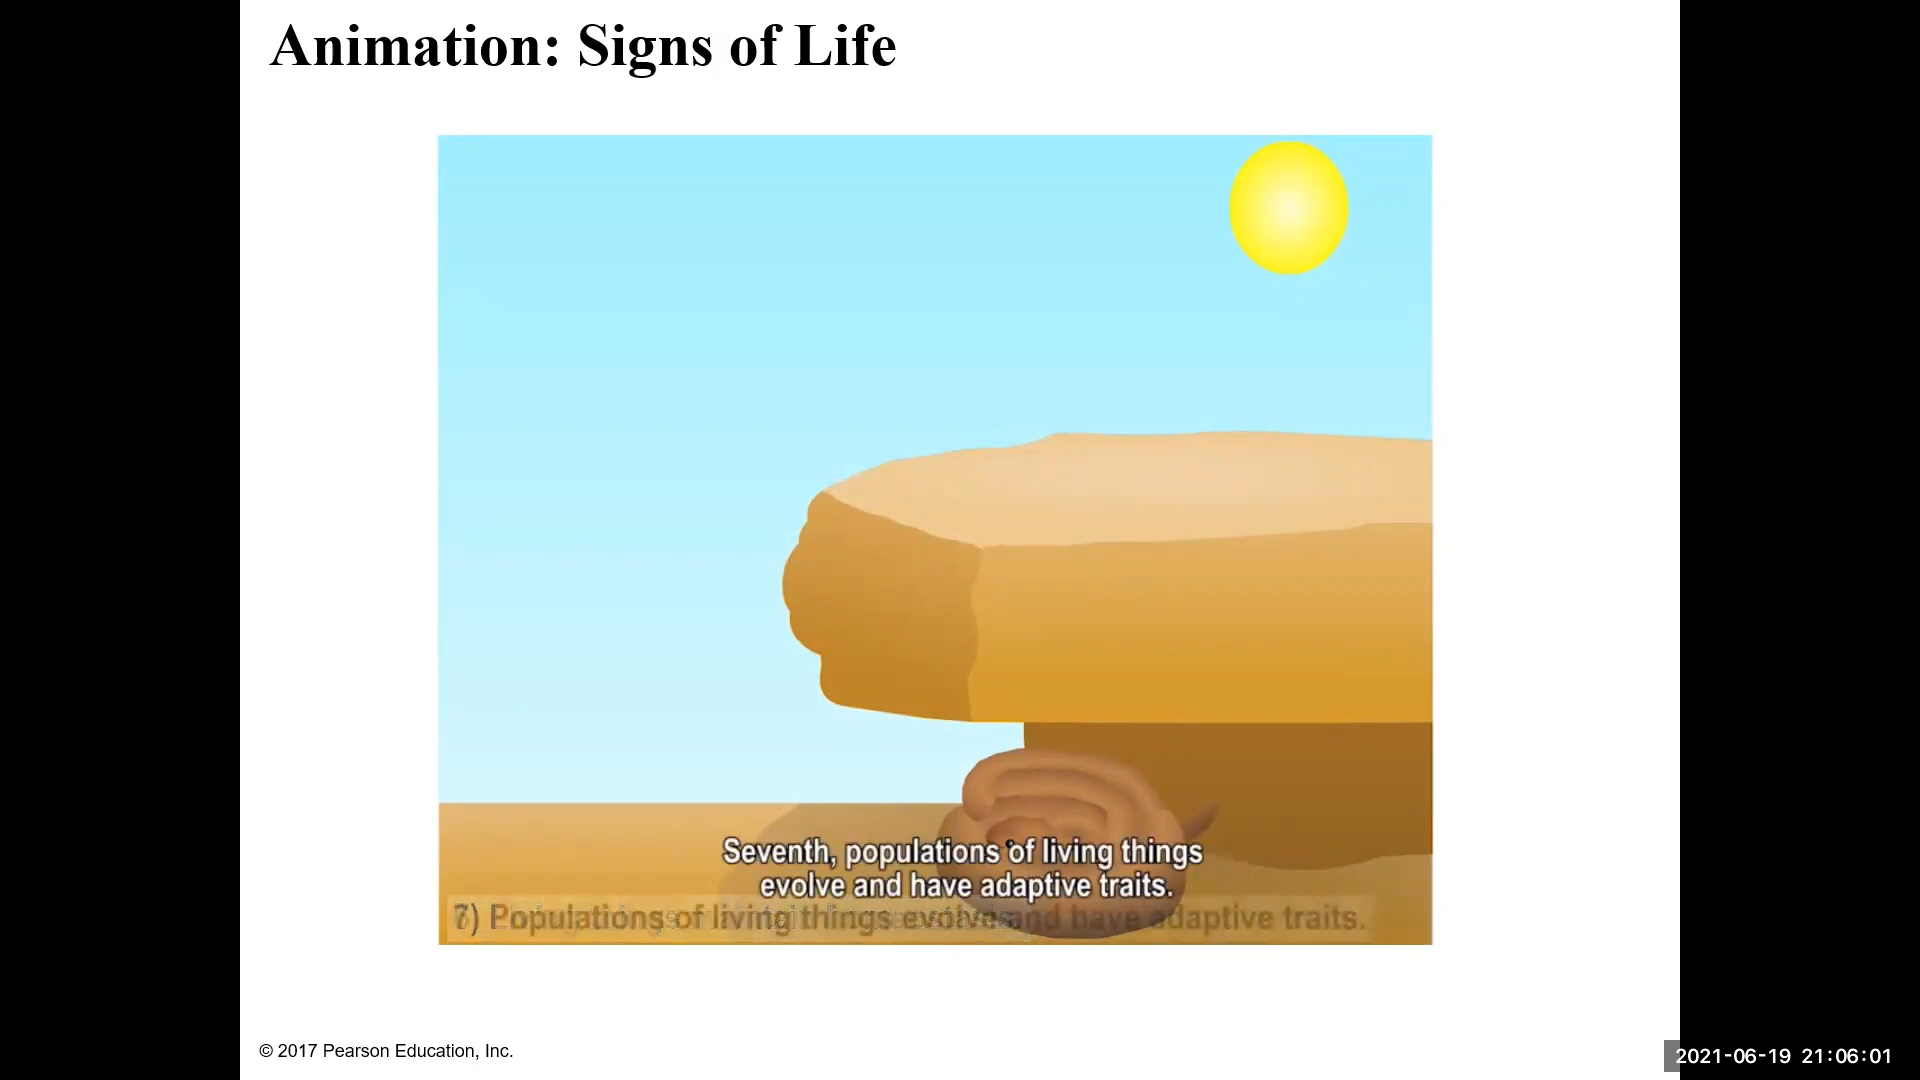 Animation: Signs of Life
Seventh, populations of living things
evolve and have adaptive traits.
7) Populations of living things evolve and have adaptive traits.
© 2017 Pearson Education, Inc.
2021-06-19 21:06:01